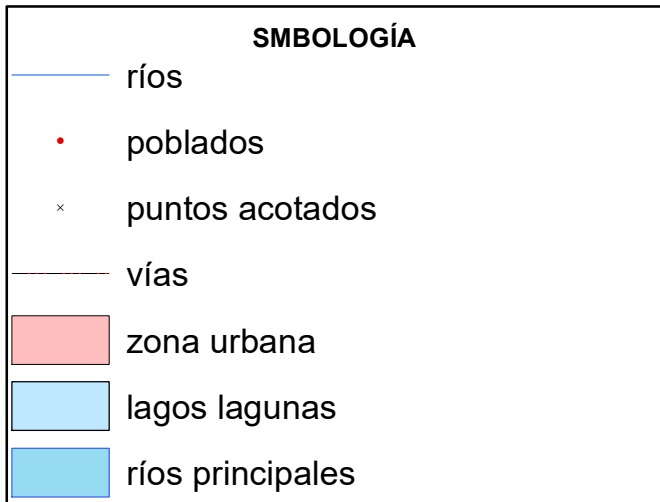 SMBOLOGÍA
ríos
poblados
puntos acotados
vías
zona urbana
lagos lagunas
ríos principales